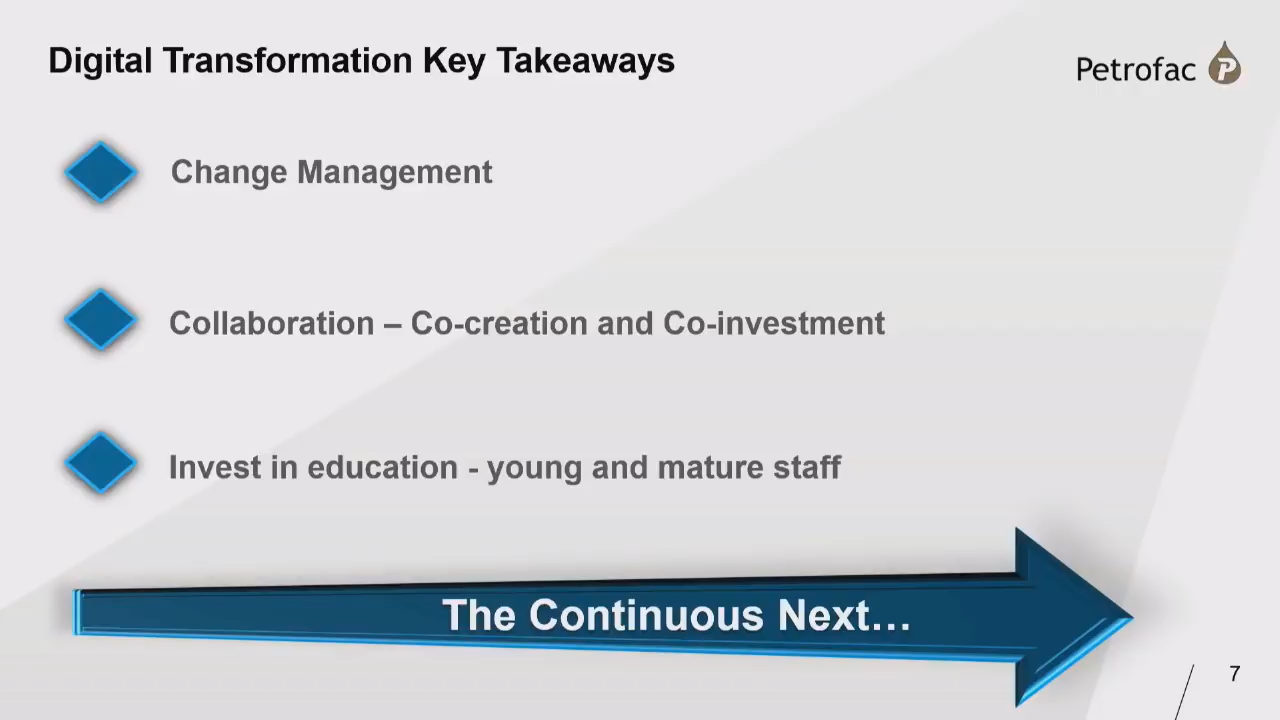 Digital Transformation Key Takeaways
Petrofac
P
Change Management
Collaboration – Co-creation and Co-investment
Invest in education - young and mature staff
The Continuous Next…
7